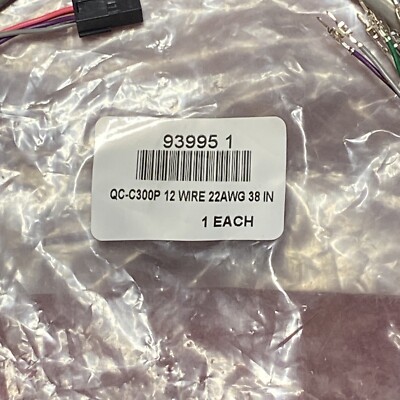 93995 1
QC-C300P 12 WIRE 22AWG 38 IN
1 EACH